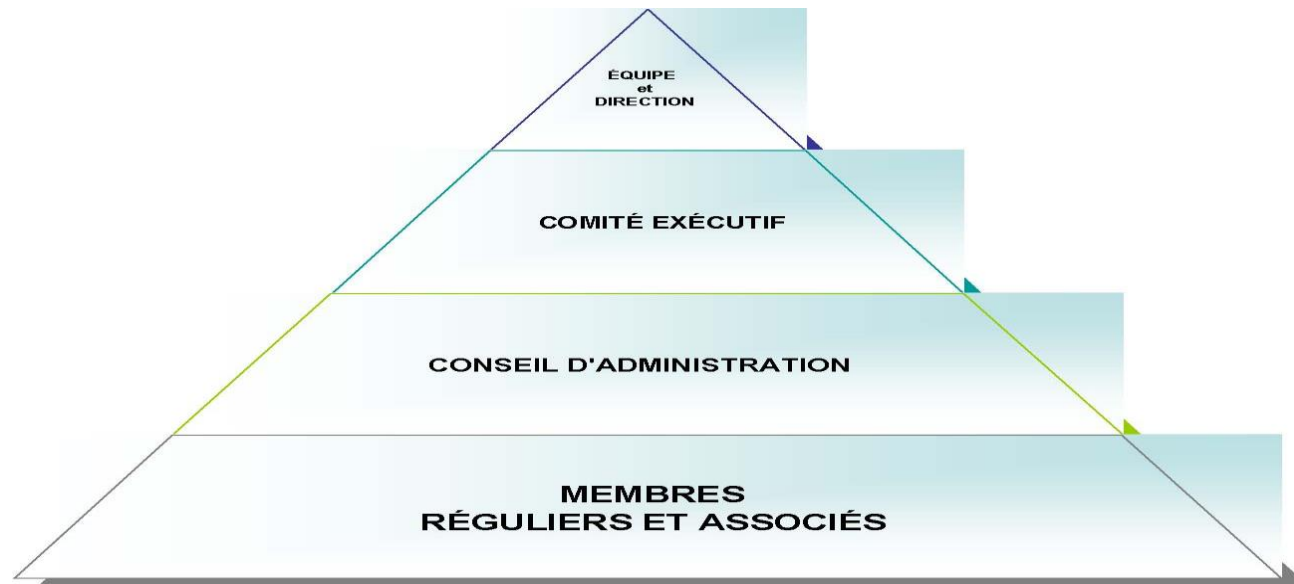 ÉQUIPE
et
DIRECTION
COMITÉ EXÉCUTIF
CONSEIL D'ADMINISTRATION
MEMBRES
RÉGULIERS ET ASSOCIÉS